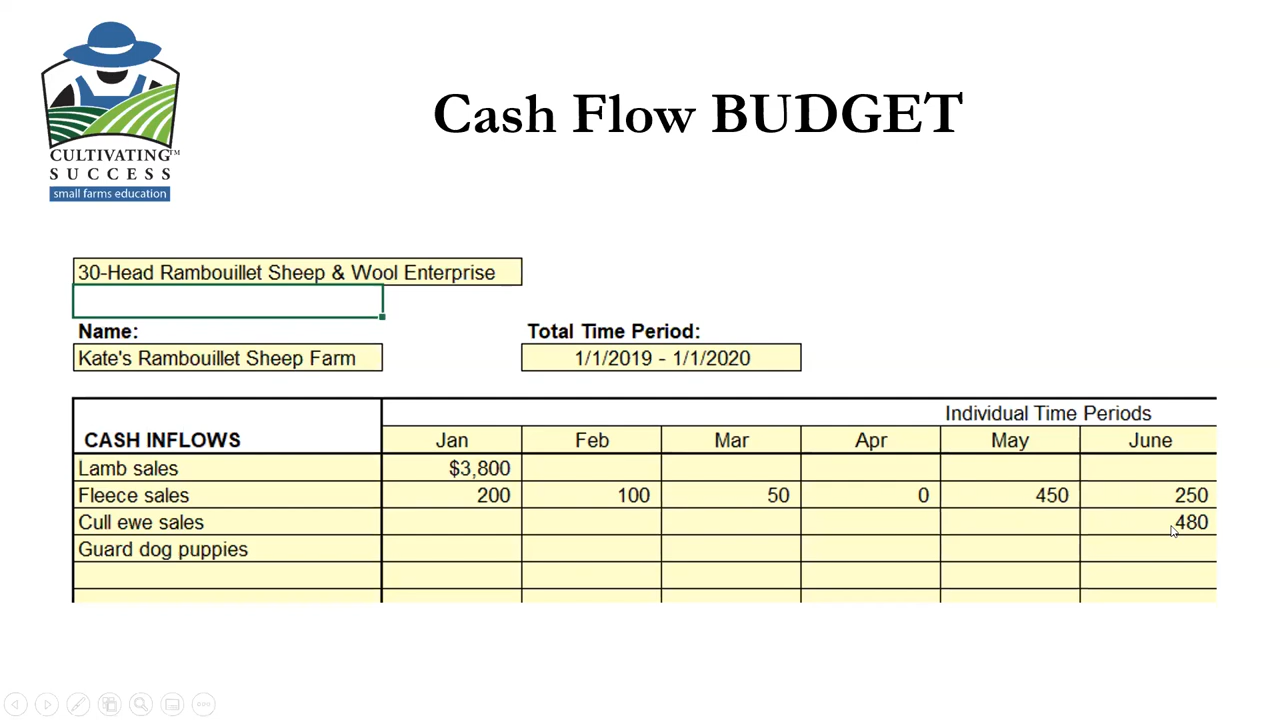 Cash Flow BUDGET
CULTIVATING™
SUCCESS
small farms education
30-Head Rambouillet Sheep & Wool Enterprise
Name: Total Time Period:
Kate's Rambouillet Sheep Farm 1/1/2019 - 1/1/2020
Individual Time Periods
CASH INFLOWS Jan Feb Mar Apr May June
Lamb sales $3,800
Fleece sales 200 100 50 0 450 250
Cull ewe sales 480
Guard dog puppies